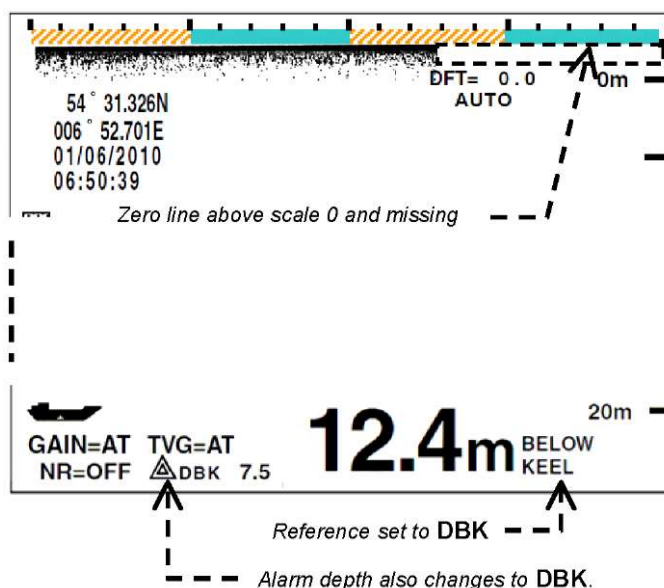 DFT= 0.0 0m
AUTO
54° 31.326N
006° 52.701E
01/06/2010
06:50:39
Zero line above scale 0 and missing
20m
12.4m BELOW KEEL
GAIN=AT TVG=AT
NR=OFF DBK 7.5
Reference set to DBK
Alarm depth also changes to DBK.